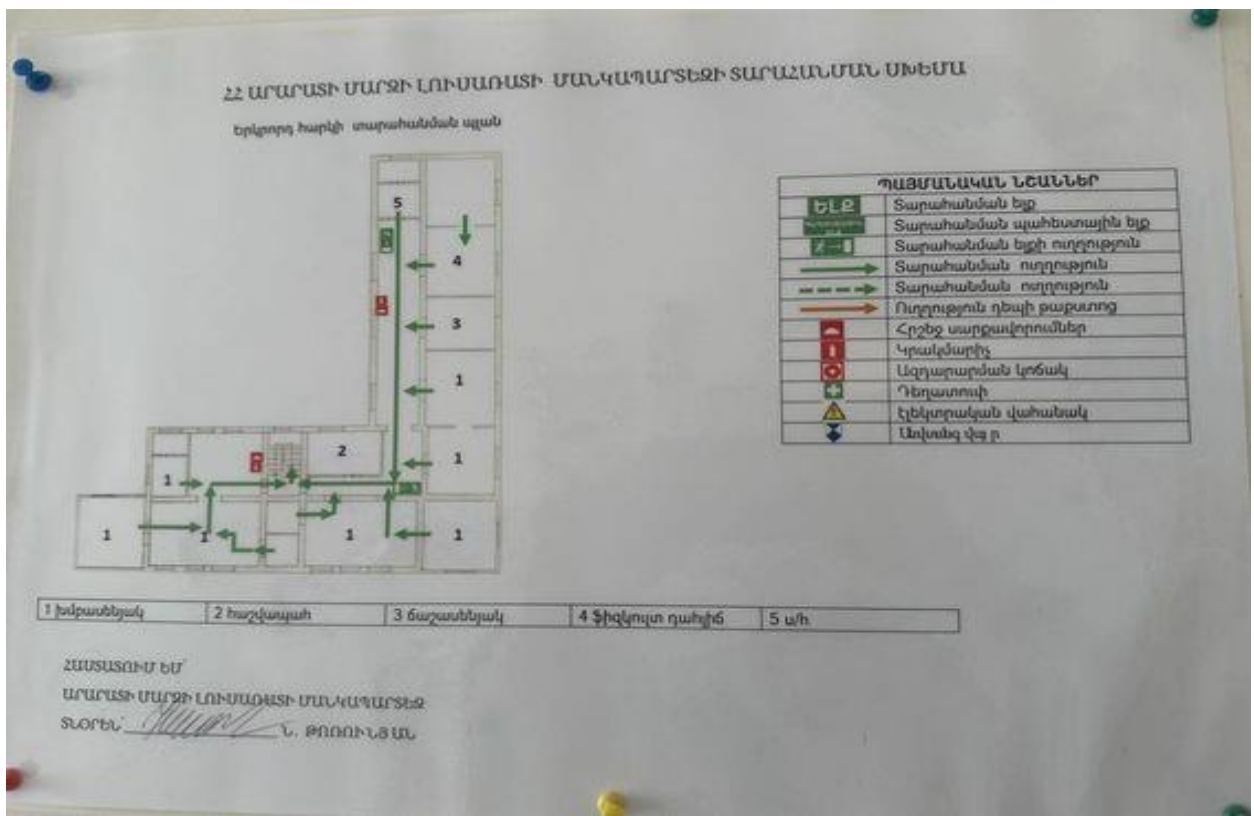 ՀՀ ԱՐԱՐԱՏԻ ՄԱՐԶԻ ԼՈՒՍԱՌԱՏԻ ՄԱՆԿԱՊԱՐՏԵԶԻ ՏԱՐԱՀԱՆՄԱՆ ՍԽԵՄԱ
Երկրորդ հարկի տարահանման պլան
5
4
3
1
1
2
1
1
1
1
1
ՊԱՅՄԱՆԱԿԱՆ ՆՇԱՆՆԵՐ
ԵԼՔ Տարահանման ելք
Տարահանման պահեստային ելք
Տարահանման ելքի ուղղություն
Տարահանման ուղղություն
Տարահանման ուղղություն
Ուղղություն դեպի թաքստոց
Հրշեջ սարքավորումներ
Կրակմարիչ
Ազդարարման կոճակ
Դեղատուփ
Էլեկտրական վահանակ
Անվտանգ վայր
1 խմբասենյակ 2 հաշվապահ 3 ճաշասենյակ 4 Ֆիզկուլտ դահլիճ 5 ս/հ
ՀԱՍՏԱՏՈՒՄ ԵՄ՝
ԱՐԱՐԱՏԻ ՄԱՐԶԻ ԼՈՒՍԱՌԱՏԻ ՄԱՆԿԱՊԱՐՏԵԶ
ՏՆՕՐԵՆ՝ Ն. ԹՈՌՈՒՆՅԱՆ